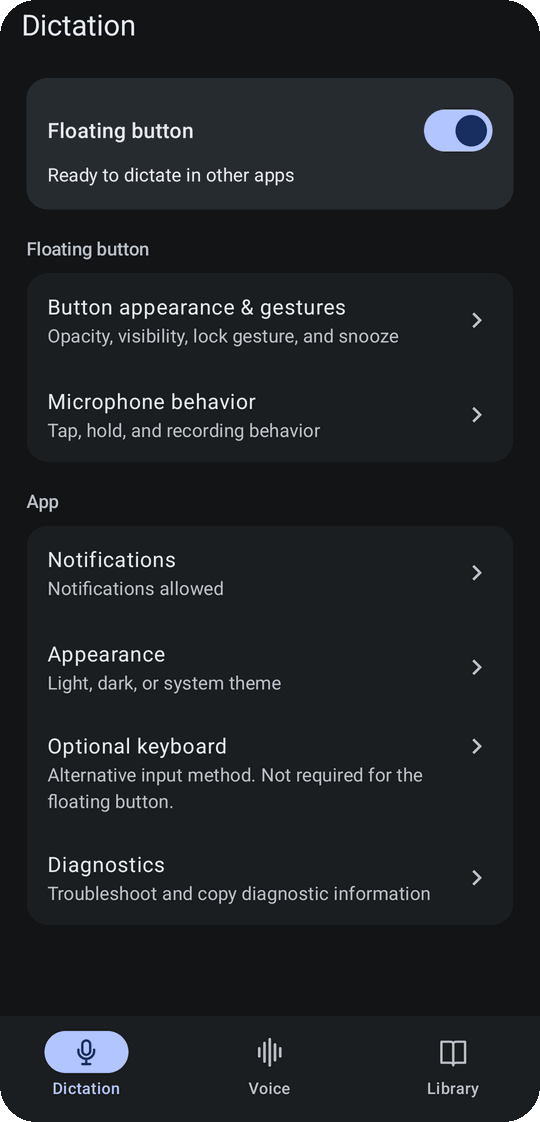 Dictation
Floating button
Ready to dictate in other apps
Floating button
Button appearance & gestures
Opacity, visibility, lock gesture, and snooze
Microphone behavior
Tap, hold, and recording behavior
App
Notifications
Notifications allowed
Appearance
Light, dark, or system theme
Optional keyboard
Alternative input method. Not required for the
floating button.
Diagnostics
Troubleshoot and copy diagnostic information
Dictation
Voice
Library